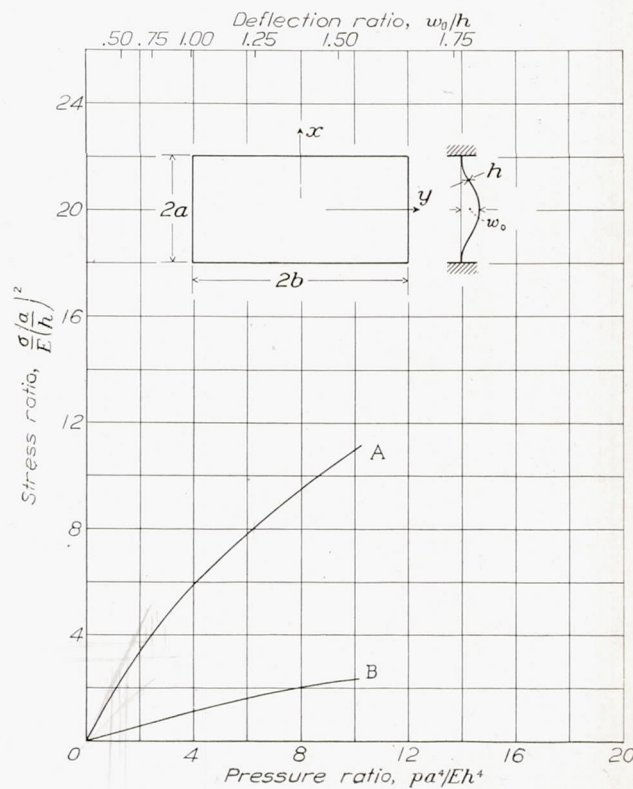 Deflection ratio, w₀/h
.50 .75 1.00 1.25 1.50 1.75
24
x
h
2a
y
20
w₀
2b
16
Stress ratio, σ/E (a/h)²
12
A
8
4
B
0 4 8 12 16 20
Pressure ratio, pa⁴/Eh⁴